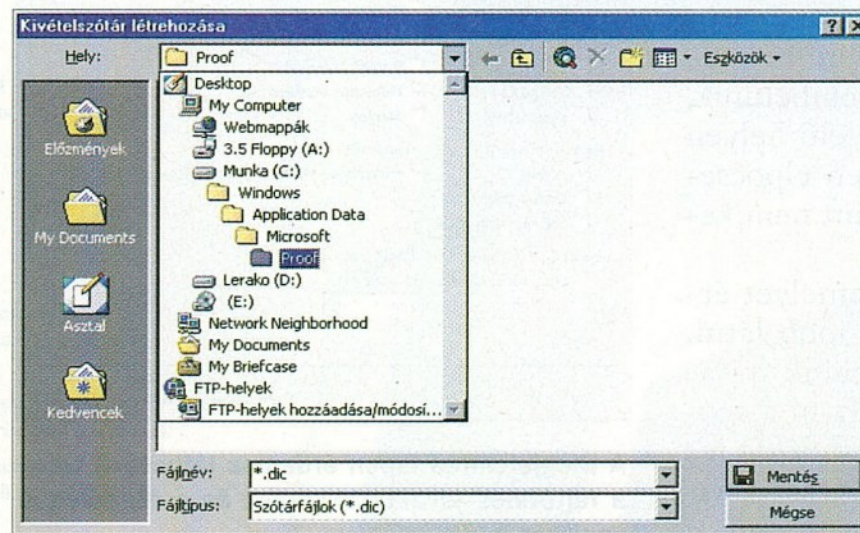 Kivételszótár létrehozása
Hely:
Proof
Eszközök
Desktop
My Computer
Webmappák
3.5 Floppy (A:)
Munka (C:)
Windows
Application Data
Microsoft
Proof
Lerako (D:)
(E:)
Network Neighborhood
My Documents
My Briefcase
FTP-helyek
FTP-helyek hozzáadása/módosí...
Előzmények
My Documents
Asztal
Kedvencek
Fájlnév:
*.dic
Mentés
Fájltípus:
Szótárfájlok (*.dic)
Mégse